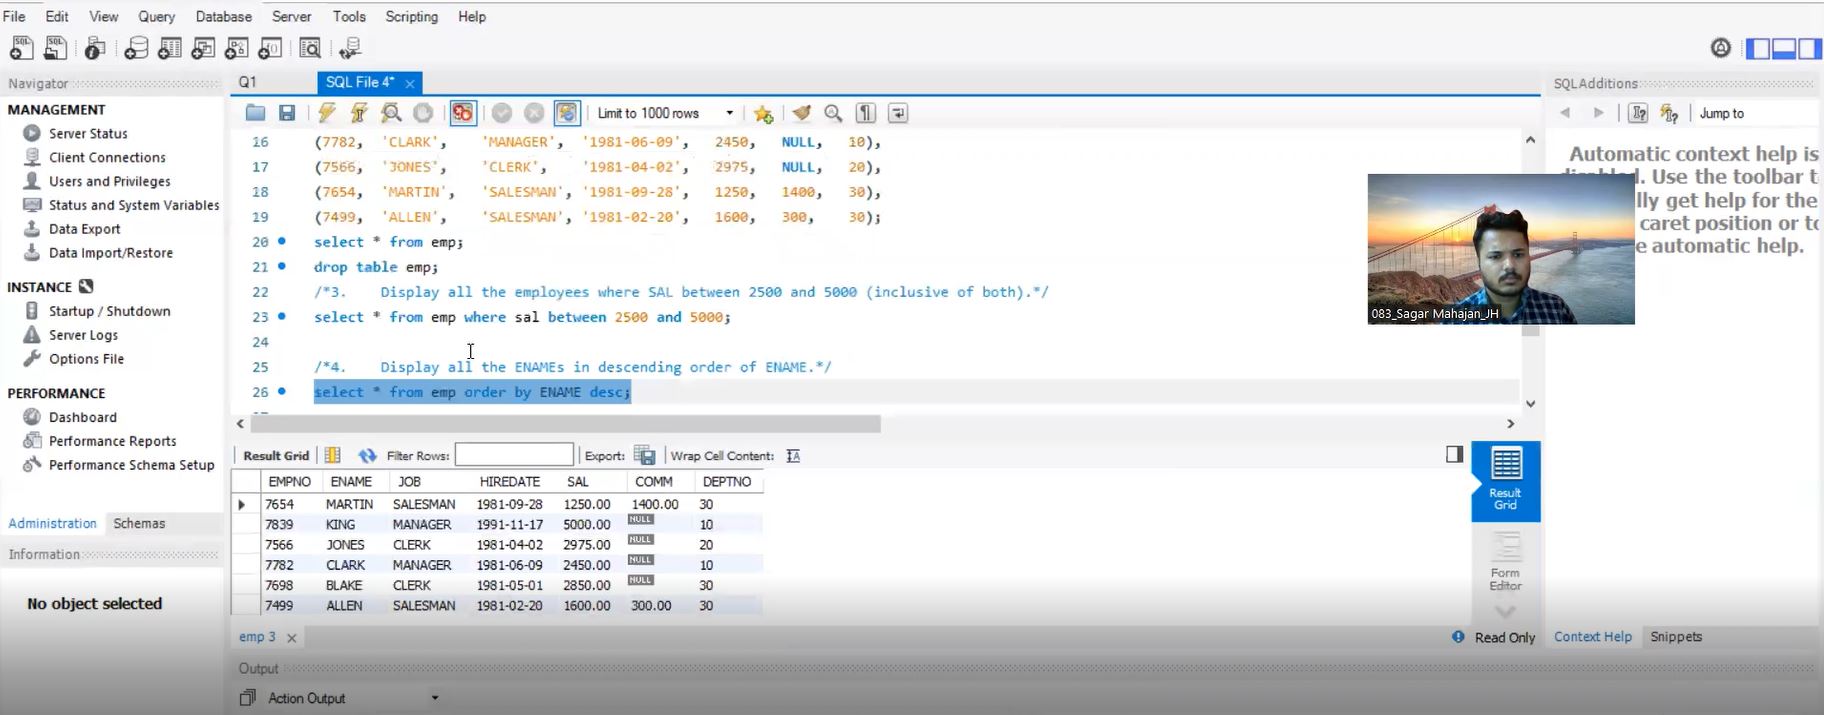 File Edit View Query Database Server Tools Scripting Help
Navigator
MANAGEMENT
Server Status
Client Connections
Users and Privileges
Status and System Variables
Data Export
Data Import/Restore
INSTANCE
Startup / Shutdown
Server Logs
Options File
PERFORMANCE
Dashboard
Performance Reports
Performance Schema Setup
Administration Schemas
Information
No object selected
Q1 SQL File 4*
Limit to 1000 rows
16 (7782, 'CLARK', 'MANAGER', '1981-06-09', 2450, NULL, 10),
17 (7566, 'JONES', 'CLERK', '1981-04-02', 2975, NULL, 20),
18 (7654, 'MARTIN', 'SALESMAN', '1981-09-28', 1250, 1400, 30),
19 (7499, 'ALLEN', 'SALESMAN', '1981-02-20', 1600, 300, 30);
20 select * from emp;
21 drop table emp;
22 /*3. Display all the employees where SAL between 2500 and 5000 (inclusive of both).*/
23 select * from emp where sal between 2500 and 5000;
24
25 /*4. Display all the ENAMEs in descending order of ENAME.*/
26 select * from emp order by ENAME desc;
Result Grid Filter Rows: Export: Wrap Cell Content:
EMPNO ENAME JOB HIREDATE SAL COMM DEPTNO
7654 MARTIN SALESMAN 1981-09-28 1250.00 1400.00 30
7839 KING MANAGER 1991-11-17 5000.00 NULL 10
7566 JONES CLERK 1981-04-02 2975.00 NULL 20
7782 CLARK MANAGER 1981-06-09 2450.00 NULL 10
7698 BLAKE CLERK 1981-05-01 2850.00 NULL 30
7499 ALLEN SALESMAN 1981-02-20 1600.00 300.00 30
Result Grid
Form Editor
emp 3
Read Only
Output
Action Output
SQLAdditions
Jump to
Automatic context help is
Use the toolbar
get help for the
caret position or
automatic help.
083_Sagar Mahajan_JH
Context Help Snippets